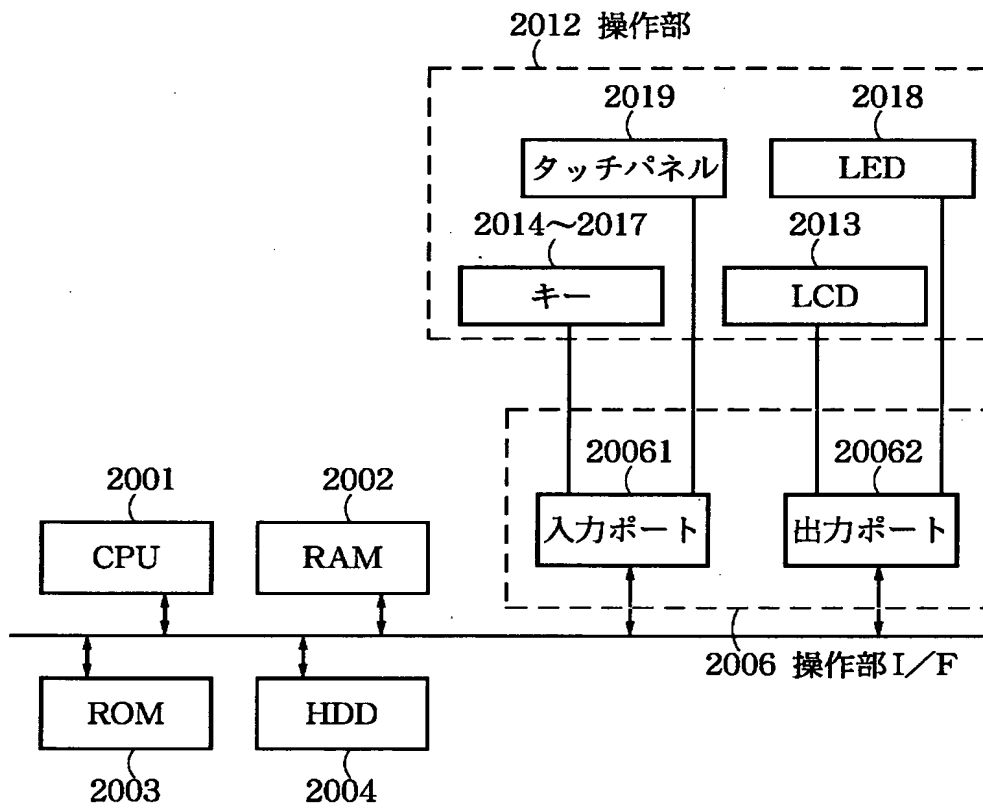 2012 操作部
2019
2018
タッチパネル
LED
2014～2017
2013
キー
LCD
20061
20062
2001
2002
入力ポート
出力ポート
CPU
RAM
2006 操作部I/F
ROM
HDD
2003
2004